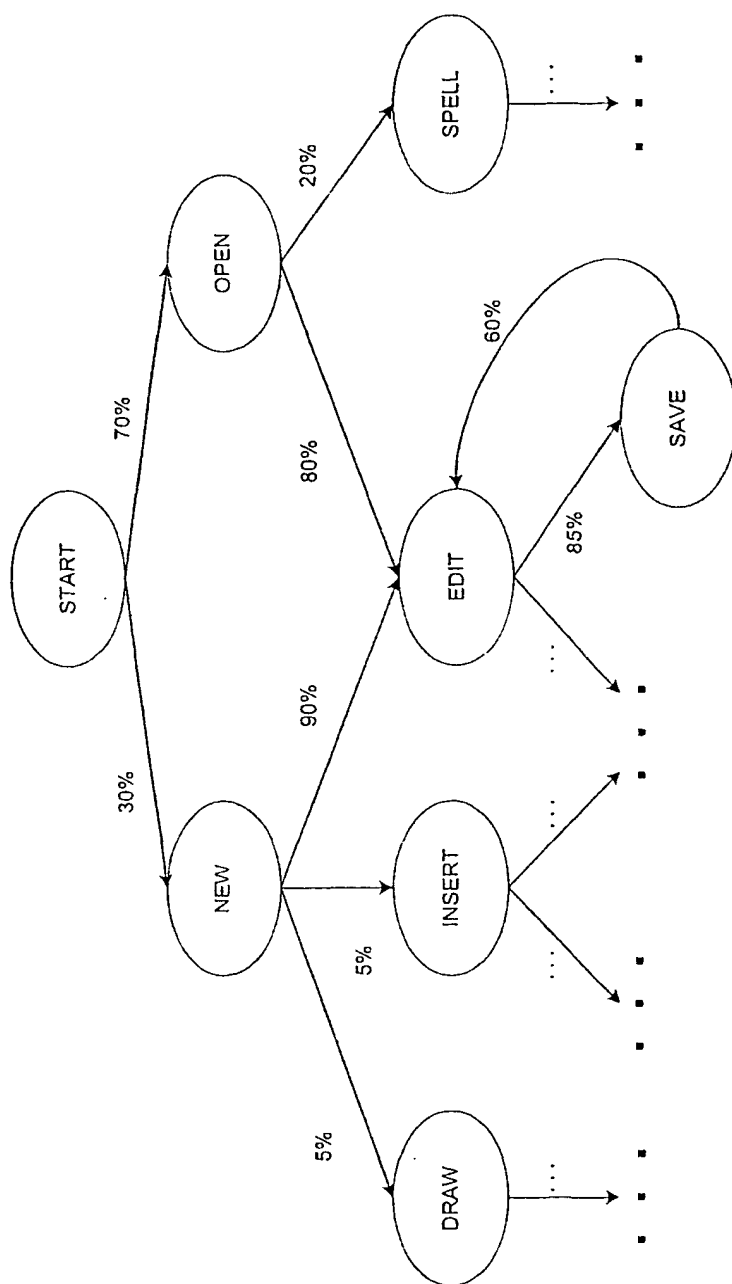 START
30%
70%
NEW
OPEN
5%
5%
90%
80%
20%
DRAW
INSERT
EDIT
SPELL
60%
...
...
...
...
...
85%
SAVE